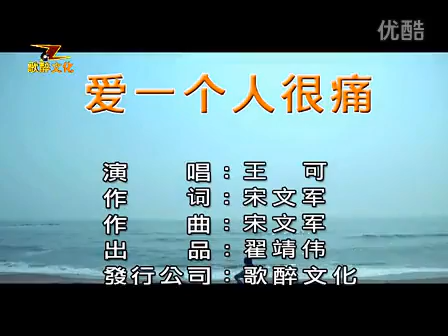 歌醉文化
优酷
爱一个人很痛
演 唱：王 可
作 词：宋文军
作 曲：宋文军
出 品：翟靖伟
發行公司：歌醉文化